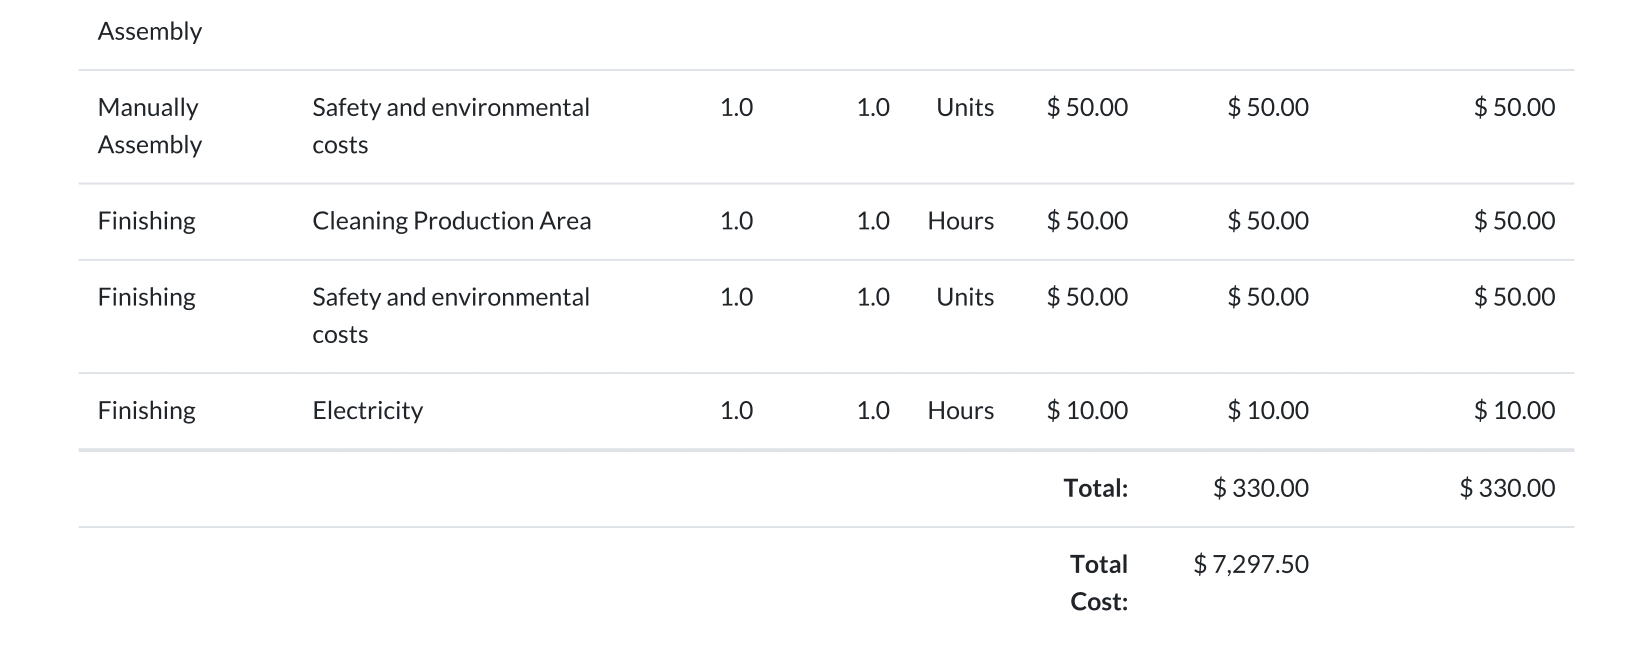 Assembly
Manually Safety and environmental 1.0 1.0 Units $ 50.00 $ 50.00 $ 50.00
Assembly costs
Finishing Cleaning Production Area 1.0 1.0 Hours $ 50.00 $ 50.00 $ 50.00
Finishing Safety and environmental 1.0 1.0 Units $ 50.00 $ 50.00 $ 50.00
costs
Finishing Electricity 1.0 1.0 Hours $ 10.00 $ 10.00 $ 10.00
Total: $ 330.00 $ 330.00
Total $ 7,297.50
Cost: